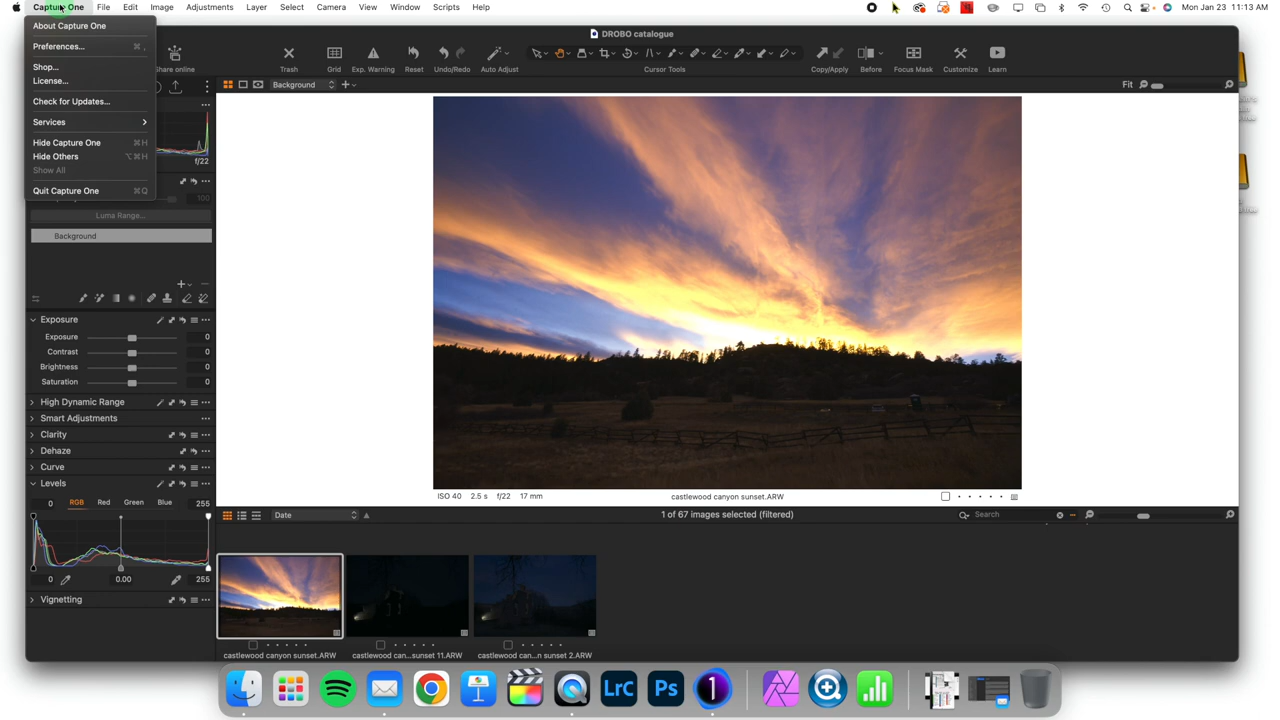 Capture One File Edit Image Adjustments Layer Select Camera View Window Scripts Help Mon Jan 23 11:13 AM
About Capture One
Preferences... ⌘ ,
Shop...
License...
Check for Updates...
Services
Hide Capture One ⌘H
Hide Others ⌥⌘H
Show All
Quit Capture One ⌘Q
DROBO catalogue
Share online Trash Grid Exp. Warning Reset Undo/Redo Auto Adjust Cursor Tools Copy/Apply Before Focus Mask Customize Learn
Background Fit
f/22
100
Luma Range...
Background
Exposure
Exposure 0
Contrast 0
Brightness 0
Saturation 0
High Dynamic Range
Smart Adjustments
Clarity
Dehaze
Curve
Levels
0 RGB Red Green Blue 255
0 0.00 255
Vignetting
ISO 40 2.5 s f/22 17 mm castlewood canyon sunset.ARW
Date 1 of 67 images selected (filtered) Search
castlewood canyon sunset.ARW castlewood can...sunset 11.ARW castlewood can...n sunset 2.ARW
LrC Ps 1